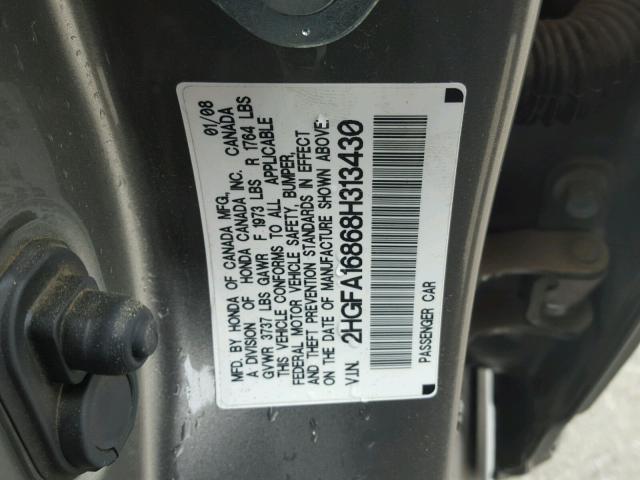 01/08
MFD. BY HONDA OF CANADA MFG.,
A DIVISION OF HONDA CANADA INC. CANADA
GVWR 3737 LBS GAWR F 1973 LBS R 1764 LBS
THIS VEHICLE CONFORMS TO ALL APPLICABLE
FEDERAL MOTOR VEHICLE SAFETY, BUMPER,
AND THEFT PREVENTION STANDARDS IN EFFECT
ON THE DATE OF MANUFACTURE SHOWN ABOVE.
V.I.N. 2HGFA16868H313430
PASSENGER CAR